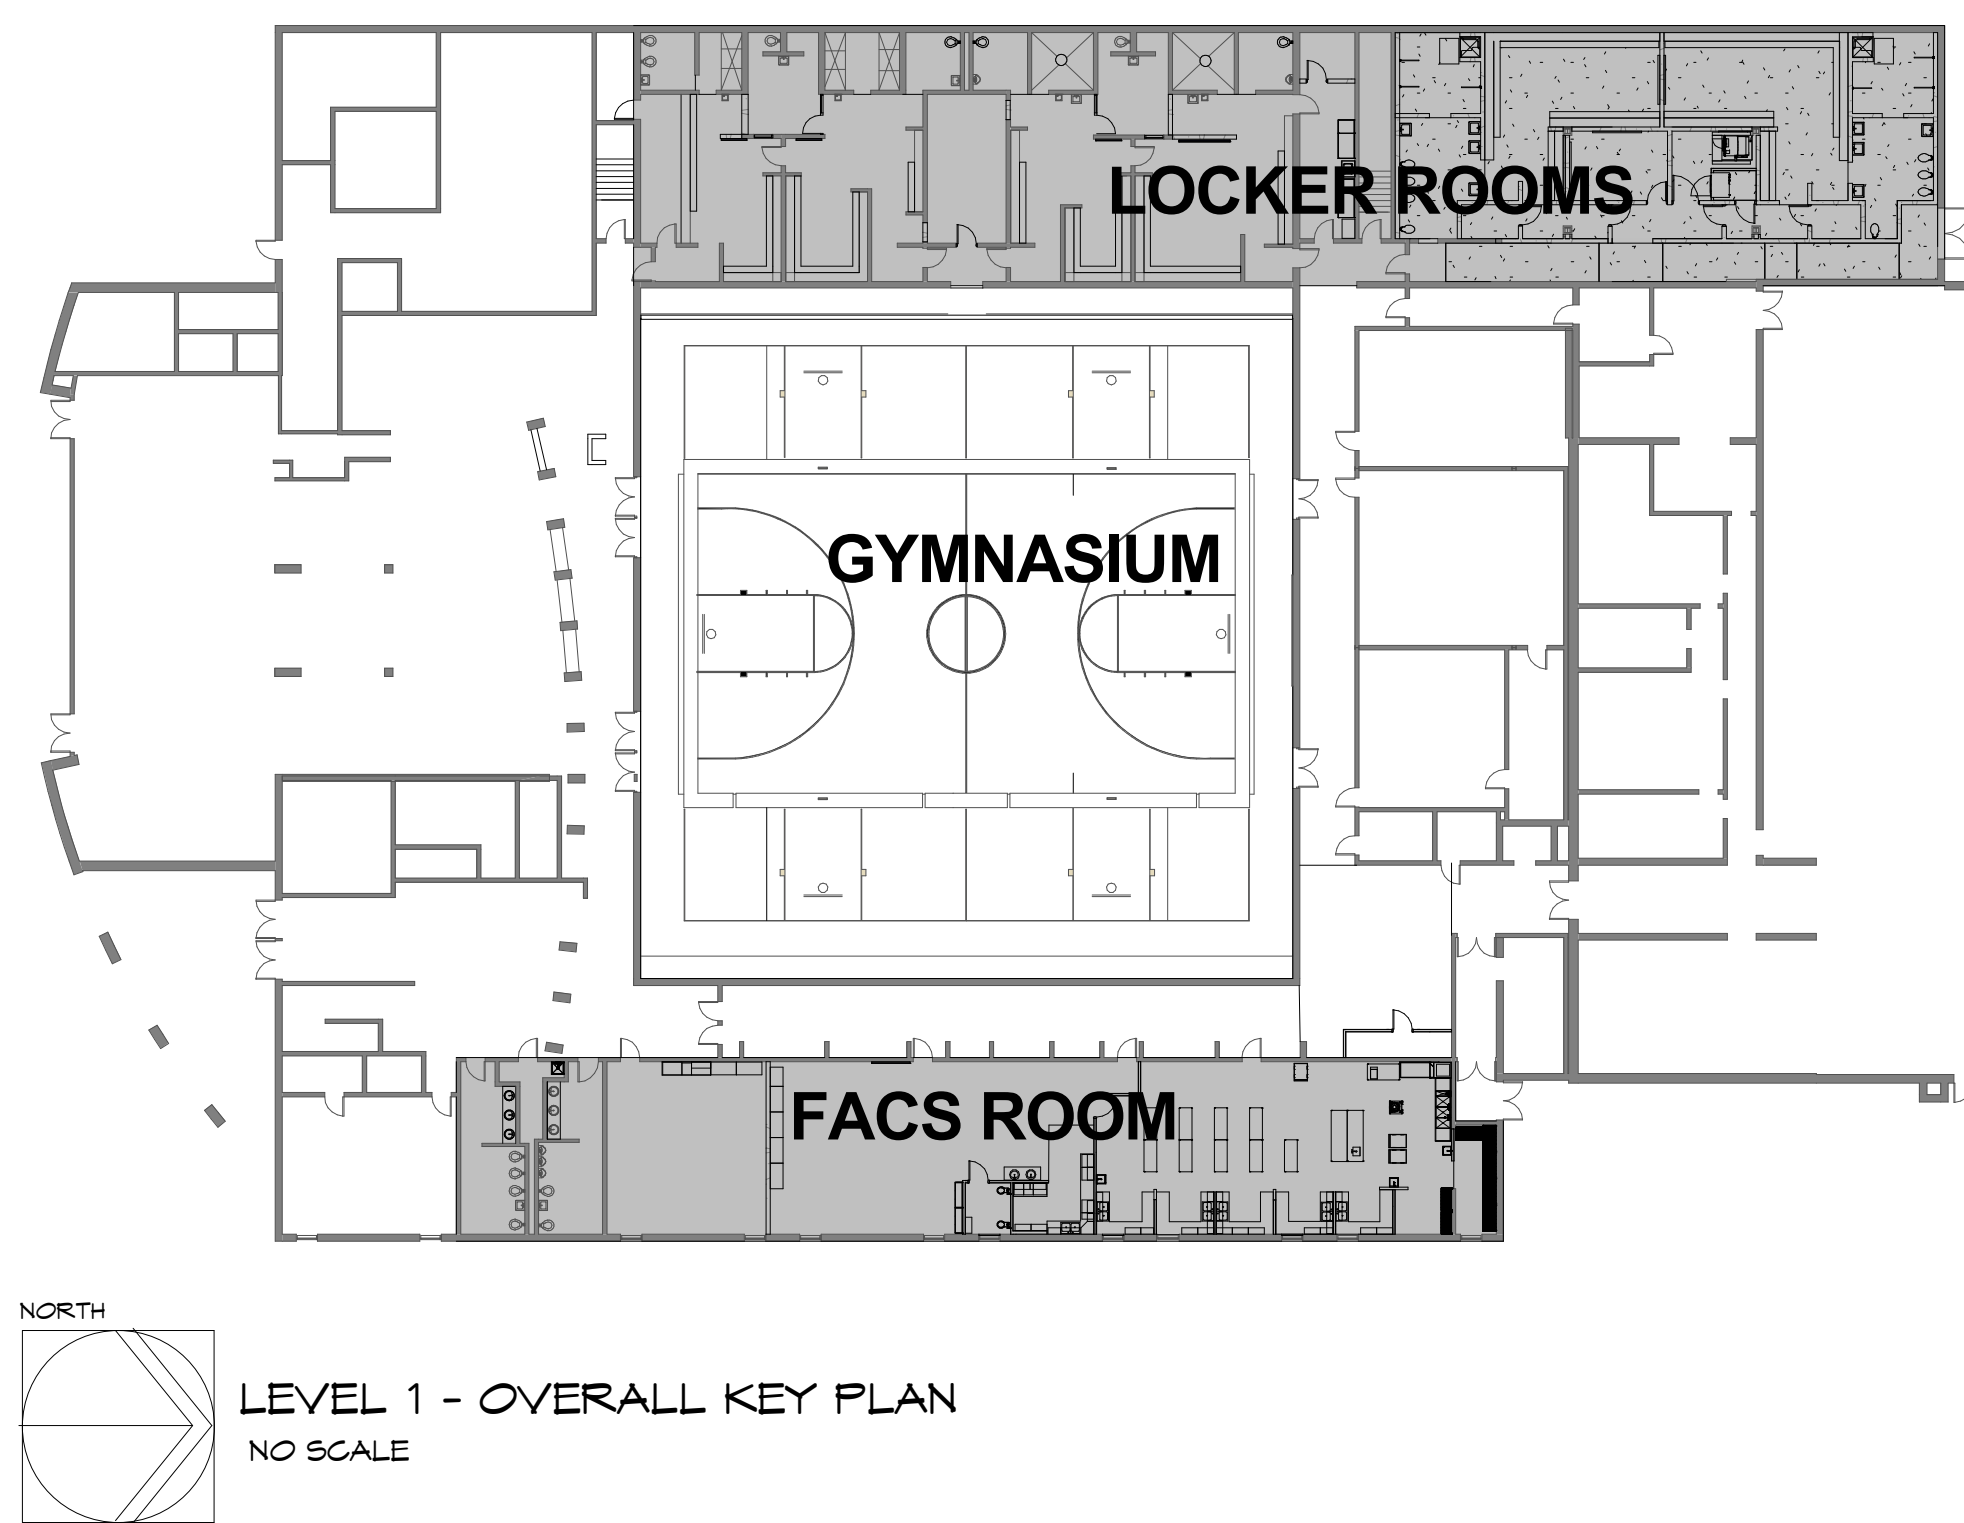 LOCKER ROOMS
GYMNASIUM
FACS ROOM
NORTH
LEVEL 1 - OVERALL KEY PLAN
NO SCALE